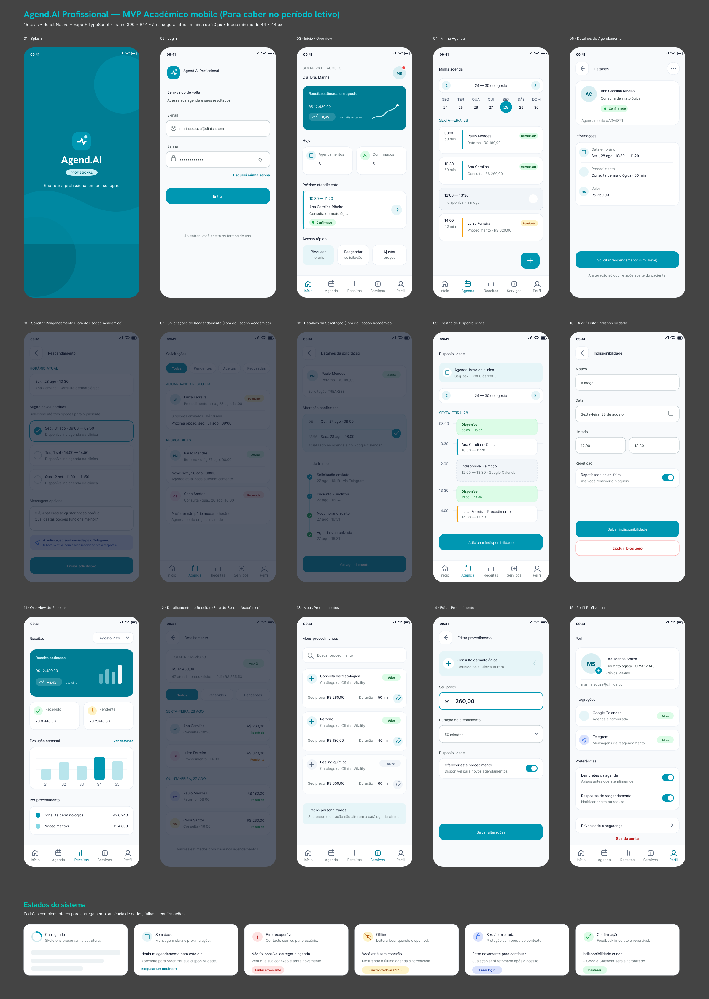 Agend.AI Profissional — MVP Acadêmico mobile (Para caber no período letivo)
15 telas • React Native + Expo + TypeScript • frame 390 × 844 • área segura lateral mínima de 20 px • toque mínimo de 44 × 44 px
01 · Splash
09:41
Agend.AI
PROFISSIONAL
Sua rotina profissional em um só lugar.
02 · Login
09:41
Agend.AI Profissional
Bem-vindo de volta
Acesse sua agenda e seus resultados.
E-mail
marina.souza@clinica.com
Senha
••••••••••••
Esqueci minha senha
Entrar
Ao entrar, você aceita os termos de uso.
03 · Início / Overview
09:41
SEXTA, 28 DE AGOSTO
Olá, Dra. Marina
MS
Receita estimada em agosto
R$ 12.480,00
+8,4% vs. mês anterior
Hoje
Agendamentos
6
Confirmados
5
Próximo atendimento
10:30 — 11:20
Ana Carolina Ribeiro
Consulta dermatológica
Confirmado
Acesso rápido
Bloquear
horário
Reagendar
solicitação
Ajustar
preços
Início Agenda Receitas Serviços Perfil
04 · Minha Agenda
09:41
Minha agenda
24 — 30 de agosto
SEG TER QUA QUI SEX SÁB DOM
24 25 26 27 28 29 30
SEXTA-FEIRA, 28
08:00
50 min
Paulo Mendes
Retorno · R$ 180,00
Confirmado
10:30
50 min
Ana Carolina
Consulta · R$ 260,00
Confirmado
12:00 — 13:30
Indisponível · almoço
14:00
40 min
Luiza Ferreira
Procedimento · R$ 320,00
Pendente
Início Agenda Receitas Serviços Perfil
05 · Detalhes do Agendamento
09:41
Detalhes
AC
Ana Carolina Ribeiro
Consulta dermatológica
Confirmado
Agendamento #AG-4821
Informações
Data e horário
Sex., 28 ago · 10:30 — 11:20
Procedimento
Consulta dermatológica · 50 min
R$
Valor
R$ 260,00
Solicitar reagendamento (Em Breve)
A alteração só ocorre após aceite do paciente.
06 · Solicitar Reagendamento (Fora do Escopo Acadêmico)
09:41
Reagendamento
HORÁRIO ATUAL
Sex., 28 ago · 10:30
Ana Carolina · Consulta dermatológica
Sugira novos horários
Selecione até três opções para o paciente.
Seg., 31 ago · 09:00 — 09:50
Disponível na agenda da clínica
Ter., 1 set · 14:00 — 14:50
Disponível na agenda da clínica
Qua., 2 set · 11:00 — 11:50
Disponível na agenda da clínica
Mensagem opcional
Olá, Ana! Preciso ajustar nosso horário.
Qual destas opções funciona melhor?
A solicitação será enviada pelo Telegram.
O horário atual permanece reservado até a resposta.
Enviar solicitação
07 · Solicitações de Reagendamento (Fora do Escopo Acadêmico)
09:41
Solicitações
Todas Pendentes Aceitas Recusadas
AGUARDANDO RESPOSTA
LF
Luiza Ferreira
Procedimento · ses., 28 ago, 14:00
Pendente
3 opções enviadas · há 18 min
Próxima opção: seg., 31 ago · 09:00
RESPONDIDAS
PM
Paulo Mendes
Retorno · qui., 27 ago, 08:00
Aceita
Novo: sex., 28 ago · 08:00
Agenda atualizada automaticamente
CS
Carla Santos
Consulta · qua., 26 ago, 16:00
Recusada
Paciente não pôde mudar o horário
Agendamento original mantido
Início Agenda Receitas Serviços Perfil
08 · Detalhes da Solicitação (Fora do Escopo Acadêmico)
09:41
Detalhes da solicitação
PM
Paulo Mendes
Retorno · R$ 180,00
Aceita
Solicitação #REA-238
Alteração confirmada
DE Qui., 27 ago · 08:00
PARA Sex., 28 ago · 08:00
Atualizado na agenda e no Google Calendar
Linha do tempo
Solicitação enviada
27 ago · 16:18 · via Telegram
Paciente visualizou
27 ago · 16:24
Novo horário aceito
27 ago · 16:31
Agenda sincronizada
27 ago · 16:31
Ver agendamento
09 · Gestão de Disponibilidade
09:41
Disponibilidade
Agenda-base da clínica
Seg–sex · 08:00 às 18:00
24 — 30 de agosto
SEXTA-FEIRA, 28
08:00
Disponível
08:00 — 10:30
10:30
Ana Carolina · Consulta
10:30 — 11:20
12:00
Indisponível · almoço
12:00 — 13:30 · Google Calendar
13:30
Disponível
13:30 — 14:00
14:00
Luiza Ferreira · Procedimento
14:00 — 14:40
Adicionar indisponibilidade
Início Agenda Receitas Serviços Perfil
10 · Criar / Editar Indisponibilidade
09:41
Indisponibilidade
Motivo
Almoço
Data
Sexta-feira, 28 de agosto
Horário
12:00
13:30
Repetição
Repetir toda sexta-feira
Até você remover o bloqueio
Salvar indisponibilidade
Excluir bloqueio
11 · Overview de Receitas
09:41
Receitas
Agosto 2026
Receita estimada
R$ 12.480,00
+8,4% vs. julho
Recebido
R$ 9.840,00
Pendente
R$ 2.640,00
Evolução semanal
Ver detalhes
S1 S2 S3 S4 S5
Por procedimento
Consulta dermatológica R$ 6.240
Procedimentos R$ 4.800
Início Agenda Receitas Serviços Perfil
12 · Detalhamento de Receitas (Fora do Escopo Acadêmico)
09:41
Detalhamento
TOTAL NO PERÍODO
R$ 12.480,00
+8,4%
47 atendimentos · ticket médio R$ 265,53
Todos Recebidos Pendentes
SEXTA-FEIRA, 28 AGO
AC
Ana Carolina R$ 260,00
Consulta · 10:30 Recebido
LF
Luiza Ferreira R$ 320,00
Procedimento · 14:00 Pendente
QUINTA-FEIRA, 27 AGO
PM
Paulo Mendes R$ 180,00
Retorno · 08:00 Recebido
CS
Carla Santos R$ 260,00
Consulta · 16:00 Recebido
Valores estimados com base nos agendamentos.
13 · Meus Procedimentos
09:41
Meus procedimentos
Buscar procedimento
Consulta dermatológica
Catálogo da Clínica Vitality
Ativo
Seu preço R$ 260,00 Duração 50 min
Retorno
Catálogo da Clínica Vitality
Ativo
Seu preço R$ 180,00 Duração 40 min
Peeling químico
Catálogo da Clínica Vitality
Inativo
Seu preço R$ 350,00 Duração 60 min
Preços personalizados
Seu preço e duração não alteram o catálogo da clínica.
Início Agenda Receitas Serviços Perfil
14 · Editar Procedimento
09:41
Editar procedimento
Consulta dermatológica
Definido pela Clínica Aurora
Seu preço
R$ 260,00
Duração do atendimento
50 minutos
Disponibilidade
Oferecer este procedimento
Disponível para novos agendamentos
Salvar alterações
15 · Perfil Profissional
09:41
Perfil
MS
Dra. Marina Souza
Dermatologista · CRM 12345
Clínica Vitality
marina.souza@clinica.com
Integrações
Google Calendar
Agenda sincronizada
Ativo
Telegram
Mensagens de reagendamento
Ativo
Preferências
Lembretes da agenda
Avisos antes dos atendimentos
Respostas de reagendamento
Notificar aceite ou recusa
Privacidade e segurança
Sair da conta
Início Agenda Receitas Serviços Perfil
Estados do sistema
Padrões complementares para carregamento, ausência de dados, falhas e confirmações.
Carregando
Skeletons preservam a estrutura.
Sem dados
Mensagem clara e próxima ação.
Nenhum agendamento para este dia
Aproveite para organizar sua disponibilidade.
Bloquear um horário →
!
Erro recuperável
Contexto sem culpar o usuário.
Não foi possível carregar a agenda
Verifique sua conexão e tente novamente.
Tentar novamente
Offline
Leitura local quando disponível.
Você está sem conexão
Mostrando a última agenda sincronizada.
Sincronizado às 09:18
Sessão expirada
Proteção sem perda de contexto.
Entre novamente para continuar
Sua ação será retomada após o acesso.
Fazer login
Confirmação
Feedback imediato e reversível.
Indisponibilidade criada
O Google Calendar será sincronizado.
Desfazer